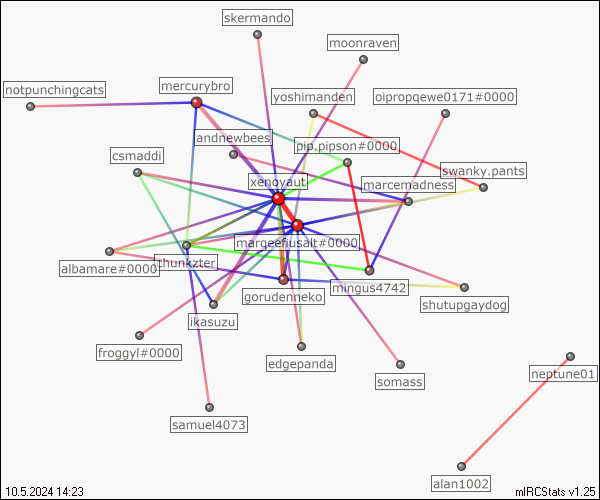 skermando
moonraven
notpunchingcats
mercurybro
yoshimanden
oipropqewe0171#0000
andnewbees
pip.pipson#0000
csmaddi
swanky.pants
xenoyaut
marcemadness
marqeefiusalt#0000
albamare#0000
.thunkzter
gorudenneko
mingus4742
shutupgaydog
ikasuzu
froggyl#0000
edgepanda
somass
neptune01
samuel4073
alan1002
10.5.2024 14:23
mIRCStats v1.25